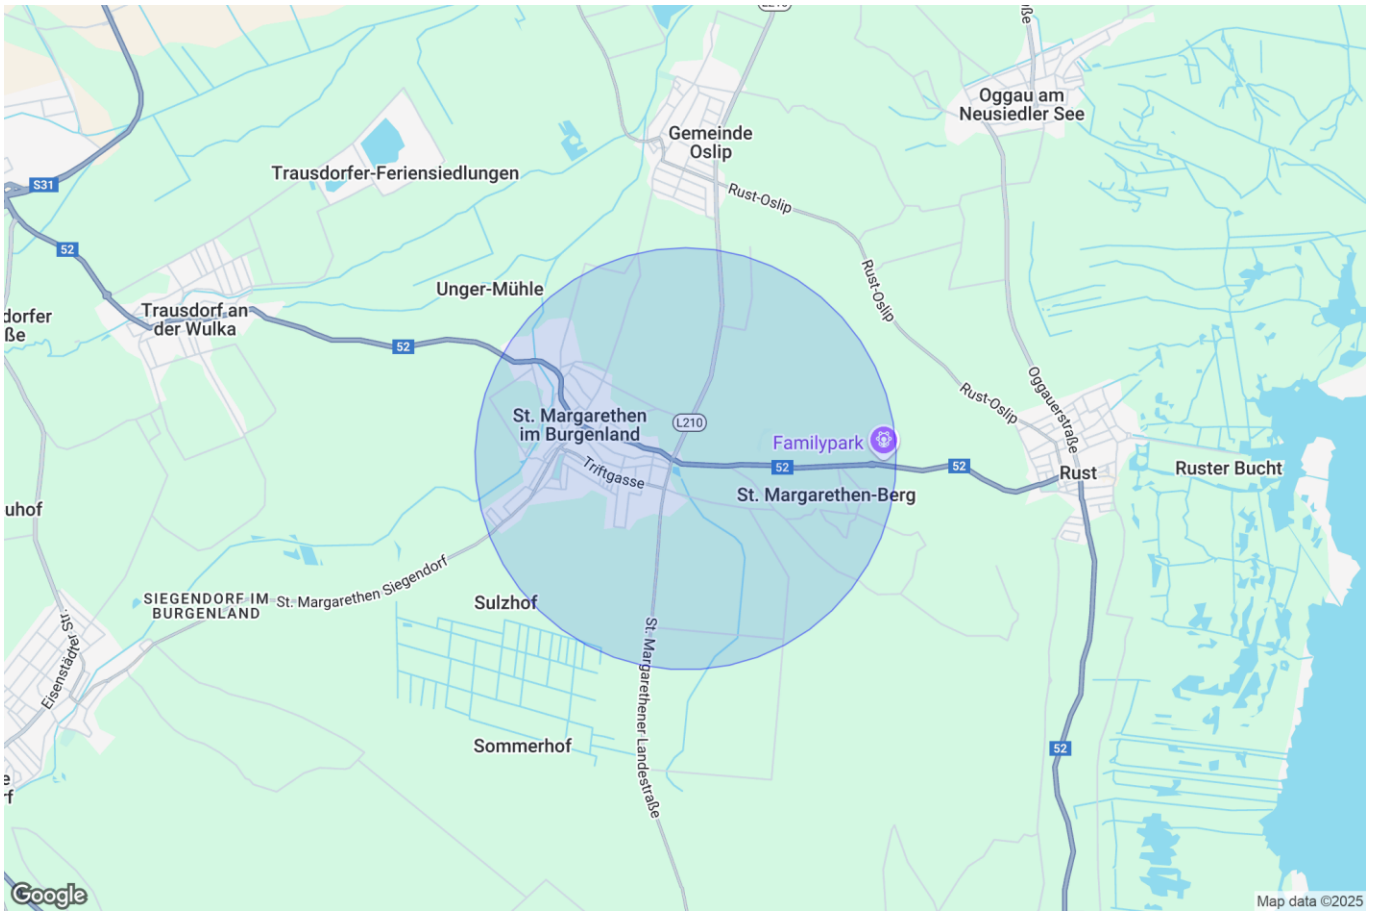 Oggau am
Neusiedler See
Gemeinde
Oslip
Trausdorfer-Feriensiedlungen
S31
Rust-Oslip
52
Unger-Mühle
Rust-Oslip
Trausdorf an
der Wulka
dorfer
ße
52
Rust-Oslip
Oggauerstraße
St. Margarethen
im Burgenland
L210
Familypark
Triftgasse
52
52
Rust
Ruster Bucht
St. Margarethen-Berg
uhof
St. Margarethen Siegendorf
SIEGENDORF IM
BURGENLAND
Sulzhof
Eisenstädter Str.
St. Margarethener Landestraße
Sommerhof
52
e
rf
Google
Map data ©2025